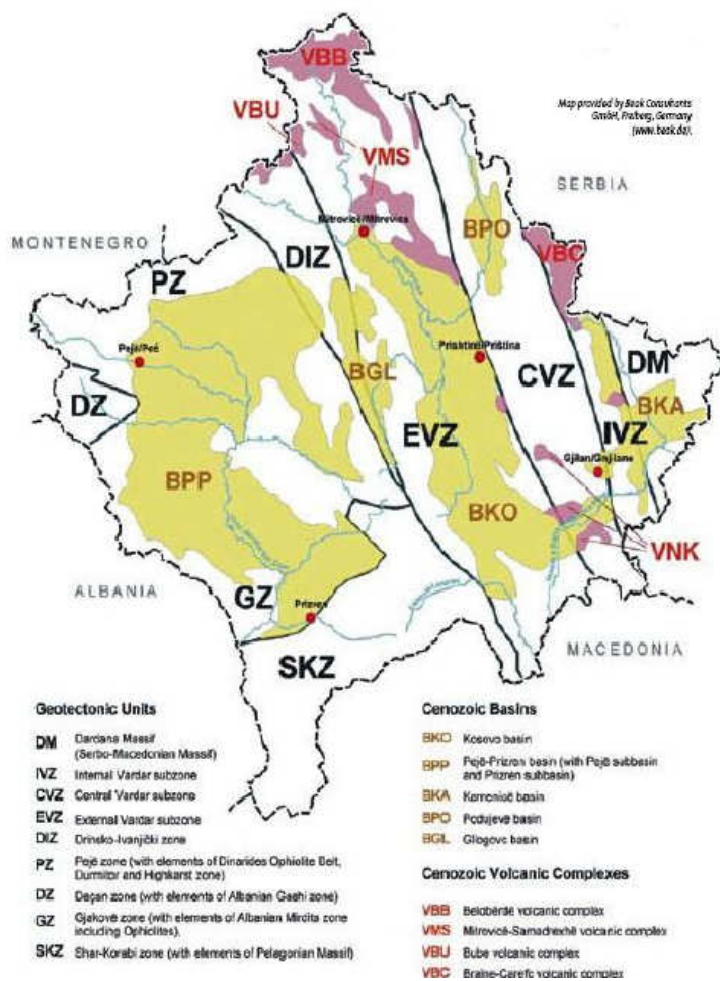 VBB
Map provided by Beak Consultants
GmbH, Freiberg, Germany
(www.beak.de).
VBU
VMS
SERBIA
Mitrovicë/Mitrovica
BPO
MONTENEGRO
DIZ
VBC
PZ
Prishtinë/Priština
Pejë/Peć
DM
BGL
CVZ
DZ
BKA
EVZ
IVZ
Gjilan/Gnjilane
BPP
BKO
VNK
ALBANIA
GZ
Prizren
MACEDONIA
SKZ
Geotectonic Units
DM Dardana Massif
(Serbo-Macedonian Massif)
IVZ Internal Vardar subzone
CVZ Central Vardar subzone
EVZ External Vardar subzone
DIZ Drinsko-Ivanjički zone
PZ Pejë zone (with elements of Dinarides Ophiolite Belt,
Durmitor and Highkarst zone)
DZ Deçan zone (with elements of Albanian Gashi zone)
GZ Gjakovë zone (with elements of Albanian Mirdita zone
including Ophiolites).
SKZ Shar-Korabi zone (with elements of Pelagonian Massif)
Cenozoic Basins
BKO Kosovo basin
BPP Pejë-Prizren basin (with Pejë subbasin
and Prizren subbasin)
BKA Kamenicë basin
BPO Podujevë basin
BGL Gllogovc basin
Cenozoic Volcanic Complexes
VBB Belobërdë volcanic complex
VMS Mitrovicë-Samadrexhë volcanic complex
VBU Bube volcanic complex
VBC volcanic complex